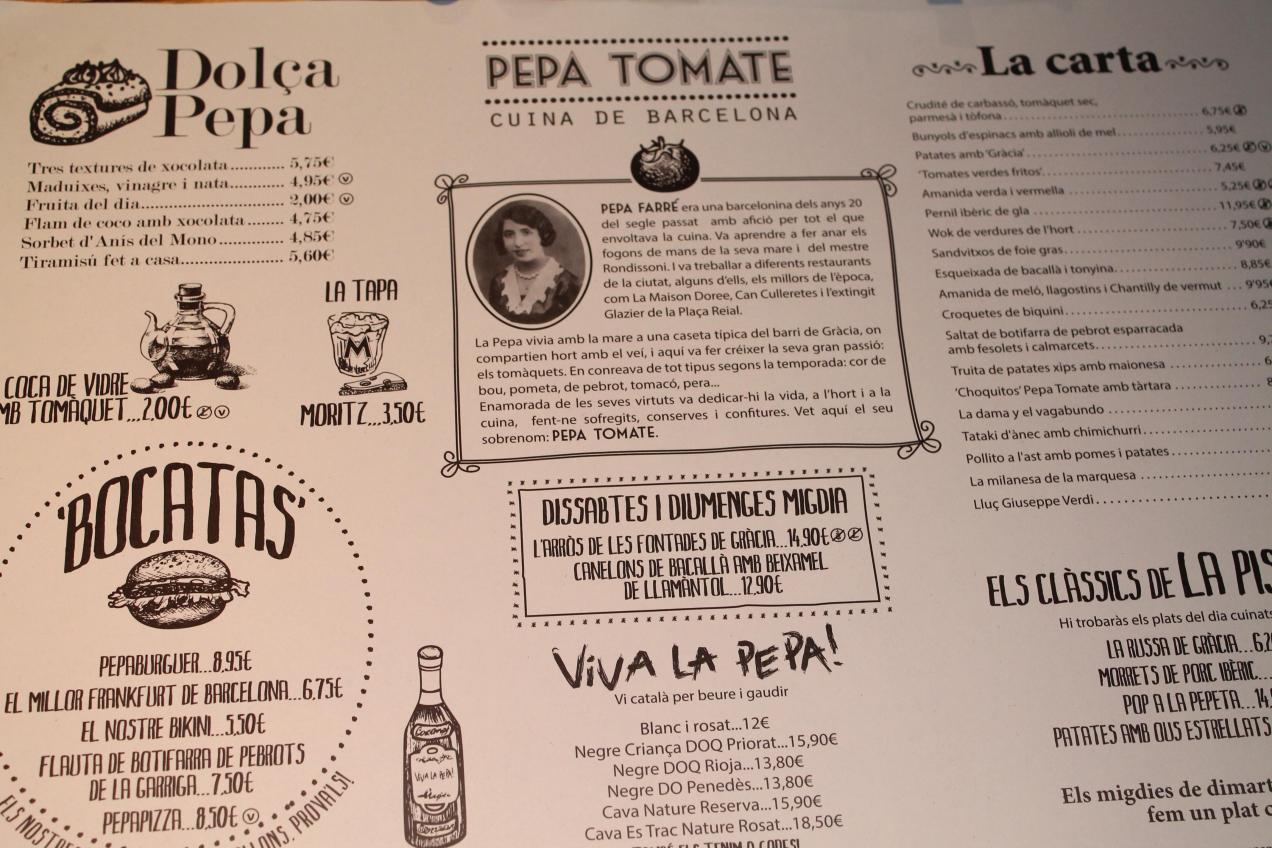 Dolça
Pepa
Tres textures de xocolata.......... 5,75€
Maduixes, vinagre i nata........... 4,95€ V
Fruita del dia............................ 2,00€ V
Flam de coco amb xocolata........ 4,75€
Sorbet d'Anís del Mono............. 4,85€
Tiramisú fet a casa..................... 5,60€
LA TAPA
M
MORITZ...3,50€
COCA DE VIDRE
MB TOMÀQUET...2,00€ V
'BOCATAS'
PEPABURGUER...8,95€
EL MILLOR FRANKFURT DE BARCELONA...6,75€
EL NOSTRE BIKINI...5,50€
FLAUTA DE BOTIFARRA DE PEBROTS
DE LA GARRIGA...7,50€
PEPAPIZZA...8,50€ V
ELS NOSTRE
LLONS, PROVA'LS!
PEPA TOMATE
CUINA DE BARCELONA
PEPA FARRÉ era una barcelonina dels anys 20
del segle passat amb afició per tot el que
envoltava la cuina. Va aprendre a fer anar els
fogons de mans de la seva mare i del mestre
Rondissoni. I va treballar a diferents restaurants
de la ciutat, alguns d'ells, els millors de l'època,
com La Maison Doree, Can Culleretes i l'extingit
Glazier de la Plaça Reial.
La Pepa vivia amb la mare a una caseta típica del barri de Gràcia, on
compartien hort amb el veí, i aquí va fer créixer la seva gran passió:
els tomàquets. En conreava de tot tipus segons la temporada: cor de
bou, pometa, de pebrot, tomacó, pera...
Enamorada de les seves virtuts va dedicar-hi la vida, a l'hort i a la
cuina, fent-ne sofregits, conserves i confitures. Vet aquí el seu
sobrenom: PEPA TOMATE.
DISSABTES I DIUMENGES MIGDIA
L'ARRÒS DE LES FONTADES DE GRÀCIA...14,90€
CANELONS DE BACALLÀ AMB BEIXAMEL
DE LLAMÀNTOL...12,90€
VIVA LA PEPA!
Vi català per beure i gaudir
Blanc i rosat...12€
Negre Criança DOQ Priorat...15,90€
Negre DOQ Rioja...13,80€
Negre DO Penedès...13,80€
Cava Nature Reserva...15,90€
Cava Es Trac Nature Rosat...18,50€
TAMBÉ ELS TENIM A COPES!
VIVA LA PEPA!
La carta
Crudité de carbassó, tomàquet sec,
parmesà i tòfona........................................ 6,75€
Bunyols d'espinacs amb allioli de mel.................. 5,95€
Patates amb 'Gràcia'..................................... 6,25€ V
'Tomates verdes fritos'.................................. 7,45€
Amanida verda i vermella ............................... 5,25€
Pernil ibèric de gla ...................................... 11,95€
Wok de verdures de l'hort ............................... 7,50€
Sandvitxos de foie gras.................................. 9'90€
Esqueixada de bacallà i tonyina......................... 8,85€
Amanida de meló, llagostins i Chantilly de vermut ... 9'95€
Croquetes de biquini..................................... 6,25
Saltat de botifarra de pebrot esparracada
amb fesolets i calmarcets................................ 9,
Truita de patates xips amb maionesa ................... 6
'Choquitos' Pepa Tomate amb tàrtara ................... 8
La dama y el vagabundo .................................
Tataki d'ànec amb chimichurri..........................
Pollito a l'ast amb pomes i patates......................
La milanesa de la marquesa .............................
Lluç Giuseppe Verdi......................................
ELS CLÀSSICS DE LA PIS
Hi trobaràs els plats del dia cuinats
LA RUSSA DE GRÀCIA...6,2
MORRETS DE PORC IBÈRIC...
POP A LA PEPETA...14,
PATATES AMB OUS ESTRELLATS
Els migdies de dimart
fem un plat c